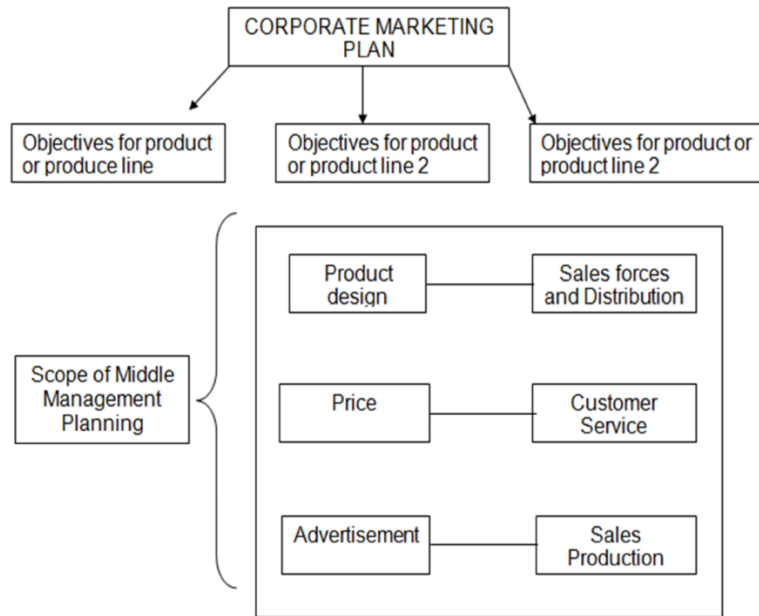 CORPORATE MARKETING
PLAN
Objectives for product
or produce line
Objectives for product
or product line 2
Objectives for product or
product line 2
Product
design
Sales forces
and Distribution
Scope of Middle
Management
Planning
Price
Customer
Service
Advertisement
Sales
Production